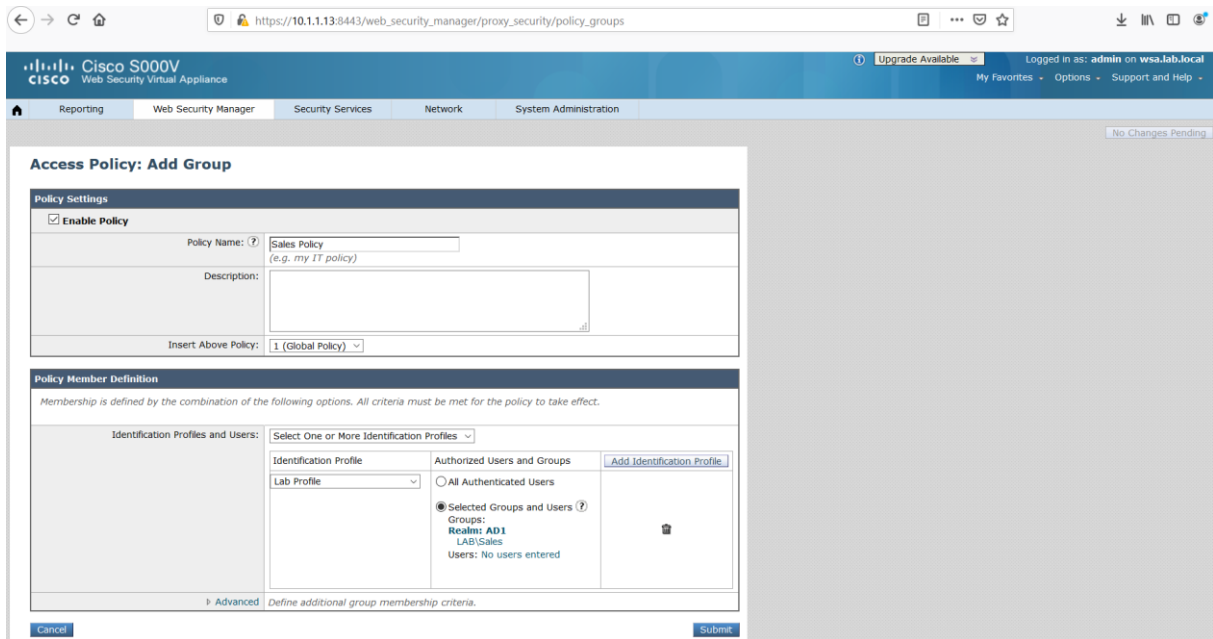 https://10.1.1.13:8443/web_security_manager/proxy_security/policy_groups
CISCO Cisco S000V
Web Security Virtual Appliance
Upgrade Available
Logged in as: admin on wsa.lab.local
My Favorites Options Support and Help
Reporting Web Security Manager Security Services Network System Administration
No Changes Pending
Access Policy: Add Group
Policy Settings
Enable Policy
Policy Name: ? Sales Policy
(e.g. my IT policy)
Description:
Insert Above Policy: 1 (Global Policy)
Policy Member Definition
Membership is defined by the combination of the following options. All criteria must be met for the policy to take effect.
Identification Profiles and Users: Select One or More Identification Profiles
Identification Profile Authorized Users and Groups Add Identification Profile
Lab Profile All Authenticated Users
Selected Groups and Users ?
Groups:
Realm: AD1
LAB\Sales
Users: No users entered
Advanced Define additional group membership criteria.
Cancel Submit